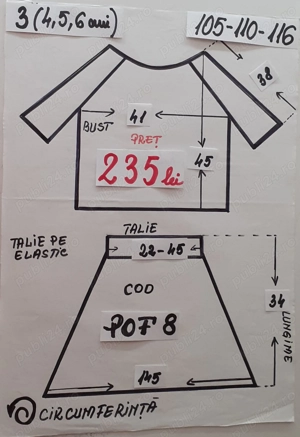 3 (4,5,6 ani)
105-110-116
38
41
BUST
PREȚ
235 lei
45
TALIE
TALIE PE
ELASTIC
22-45
COD
34
LUNGIME
POF 8
145
CIRCUMFERINȚĂ